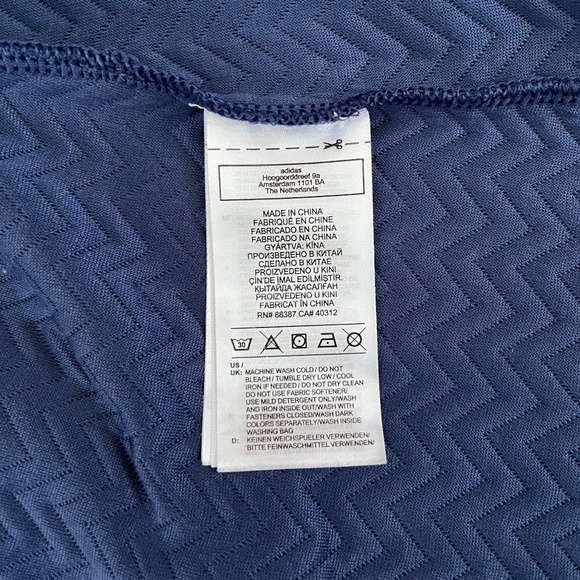 adidas
Hoogoorddreef 9a
Amsterdam 1101 BA
The Netherlands
MADE IN CHINA
FABRIQUÉ EN CHINE
FABRICADO EN CHINA
FABRICADO NA CHINA
GYÁRTVA: KÍNA
ПРОИЗВЕДЕНО В КИТАЙ
СДЕЛАНО В КИТАЕ
PROIZVEDENO U KINI
ÇİN'DE İMAL EDİLMİŞTİR.
ҚЫТАЙДА ЖАСАЛҒАН
PROIZVEDENO U KINI
FABRICAT ÎN CHINA
RN# 88387 CA# 40312
30
US /
UK: MACHINE WASH COLD / DO NOT
BLEACH / TUMBLE DRY LOW / COOL
IRON IF NEEDED / DO NOT DRY CLEAN
DO NOT USE FABRIC SOFTENER/
USE MILD DETERGENT ONLY/WASH
AND IRON INSIDE OUT/WASH WITH
FASTENERS CLOSED/WASH DARK
COLORS SEPARATELY/WASH INSIDE
WASHING BAG
D: KEINEN WEICHSPUELER VERWENDEN/
BITTE FEINWASCHMITTEL VERWENDEN/